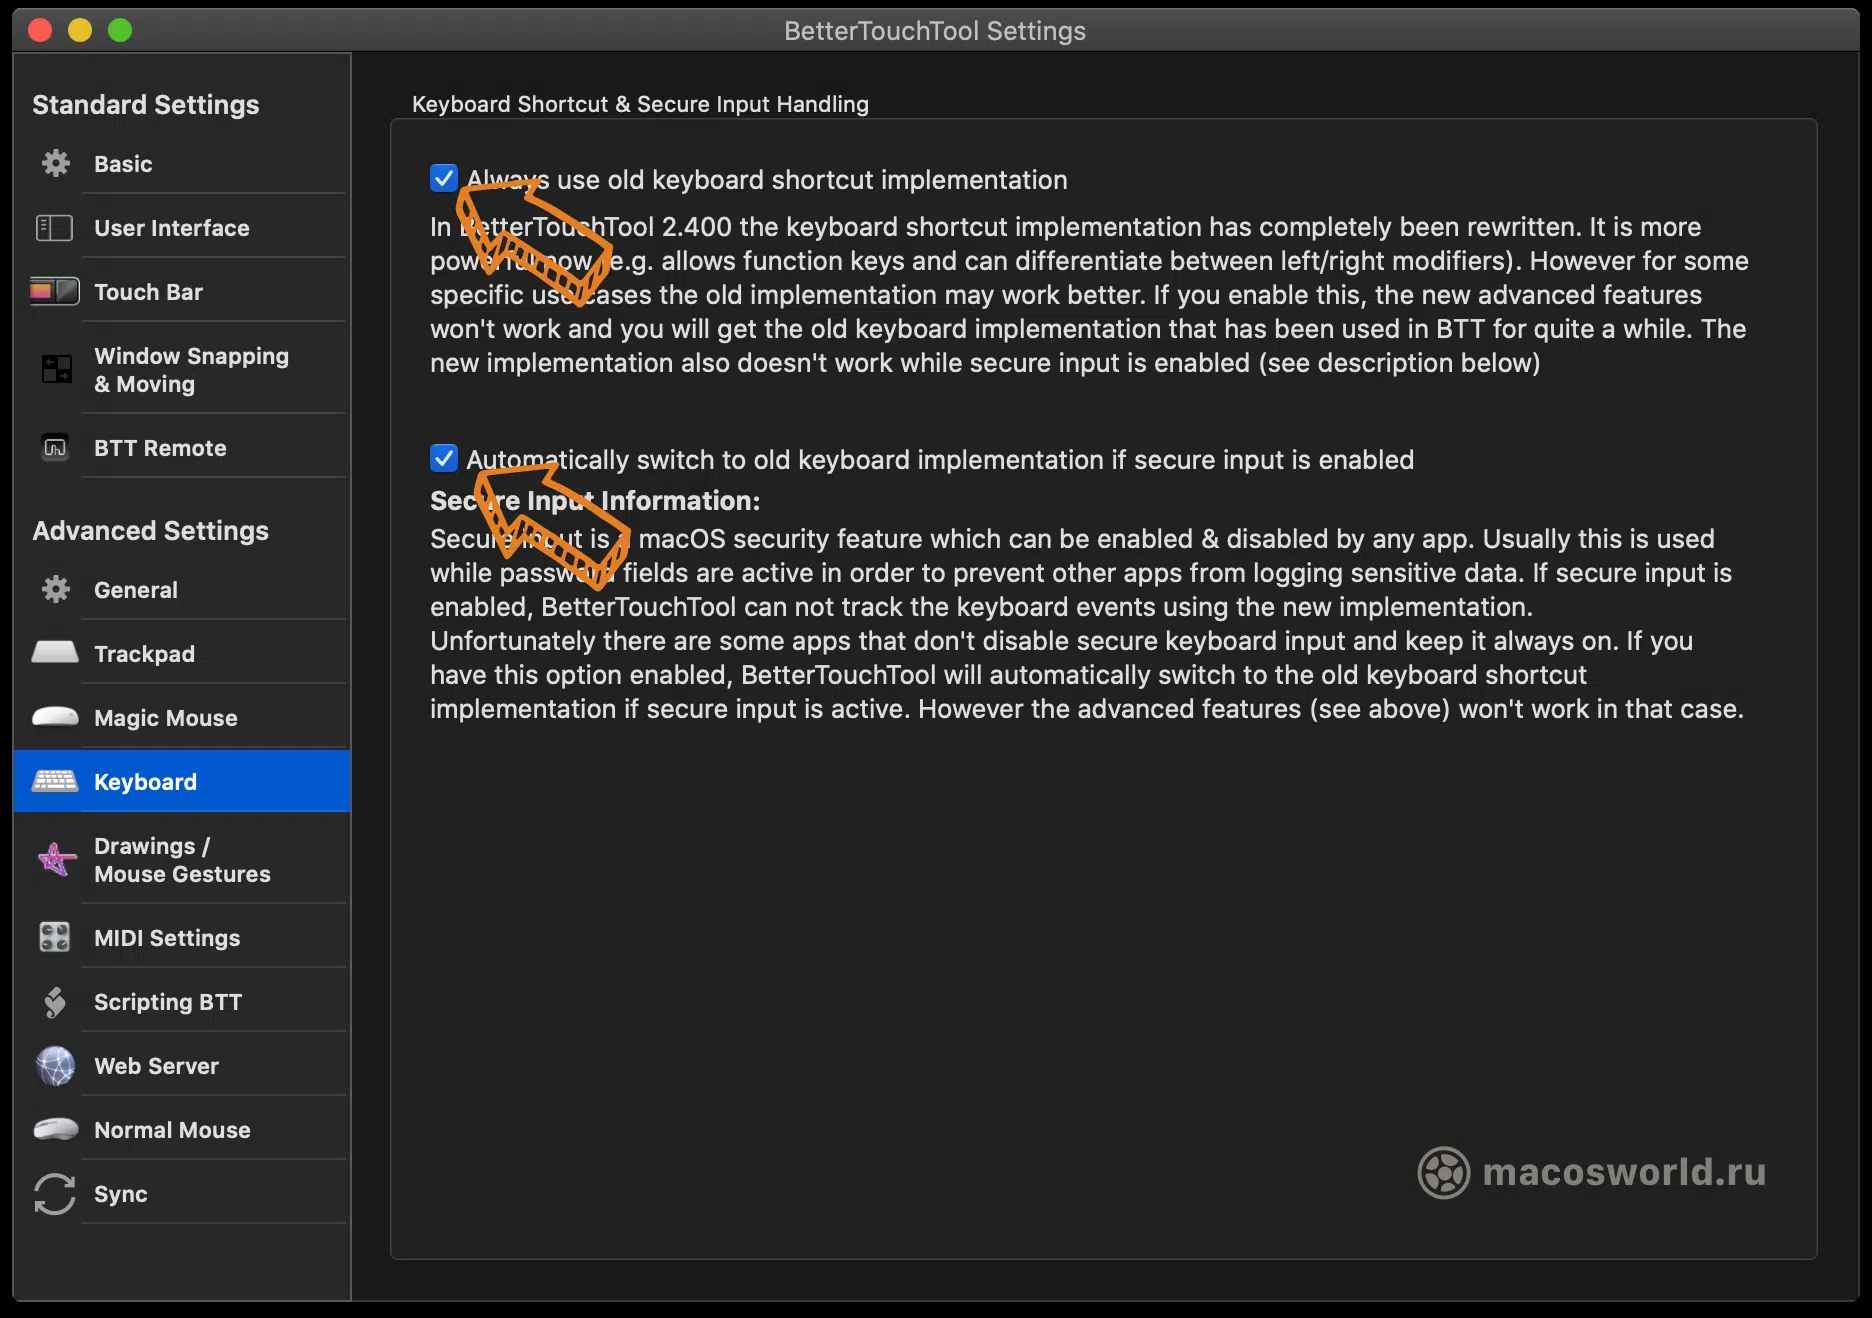 BetterTouchTool Settings
Standard Settings
Basic
User Interface
Touch Bar
Window Snapping
& Moving
BTT Remote
Advanced Settings
General
Trackpad
Magic Mouse
Keyboard
Drawings /
Mouse Gestures
MIDI Settings
Scripting BTT
Web Server
Normal Mouse
Sync
Keyboard Shortcut & Secure Input Handling
Always use old keyboard shortcut implementation
In BetterTouchTool 2.400 the keyboard shortcut implementation has completely been rewritten. It is more
powerful now (e.g. allows function keys and can differentiate between left/right modifiers). However for some
specific use cases the old implementation may work better. If you enable this, the new advanced features
won't work and you will get the old keyboard implementation that has been used in BTT for quite a while. The
new implementation also doesn't work while secure input is enabled (see description below)
Automatically switch to old keyboard implementation if secure input is enabled
Secure Input Information:
Secure input is a macOS security feature which can be enabled & disabled by any app. Usually this is used
while password fields are active in order to prevent other apps from logging sensitive data. If secure input is
enabled, BetterTouchTool can not track the keyboard events using the new implementation.
Unfortunately there are some apps that don't disable secure keyboard input and keep it always on. If you
have this option enabled, BetterTouchTool will automatically switch to the old keyboard shortcut
implementation if secure input is active. However the advanced features (see above) won't work in that case.
macosworld.ru